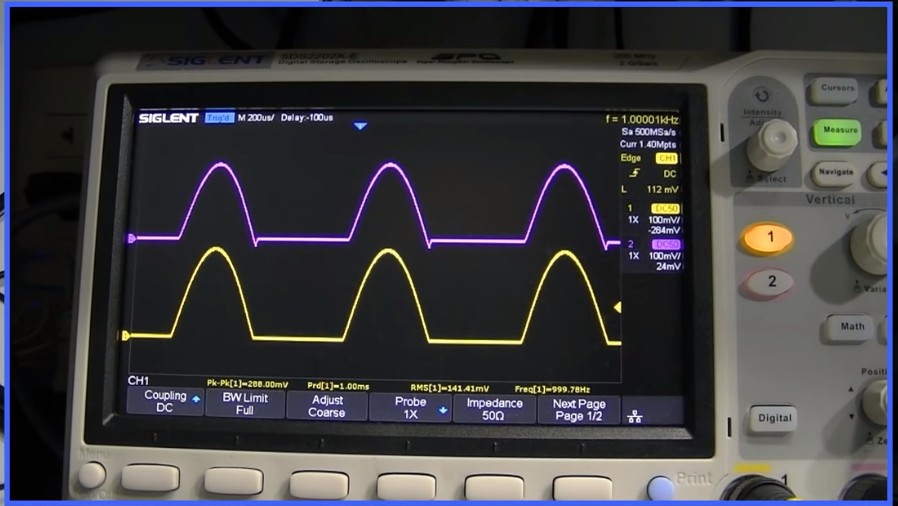 SIGLENT SDS2202X-E SPO
Digital Storage Oscilloscope
SIGLENT Trig'd M 200us/ Delay:-100us f = 1.00001kHz
Sa 500MSa/s
Curr 1.40Mpts
Edge CH1
DC
L 112 mV
1 DC50
1X 100mV/
-284mV
2 DC50
1X 100mV/
24mV
CH1
Pk-Pk[1]=288.00mV Prd[1]=1.00ms RMS[1]=141.41mV Freq[1]=999.78Hz
Coupling
DC
BW Limit
Full
Adjust
Coarse
Probe
1X
Impedance
50Ω
Next Page
Page 1/2
Menu
Print
Intensity
Select
Cursors
Measure
Navigate
Vertical
1
2
Math
Digital
1